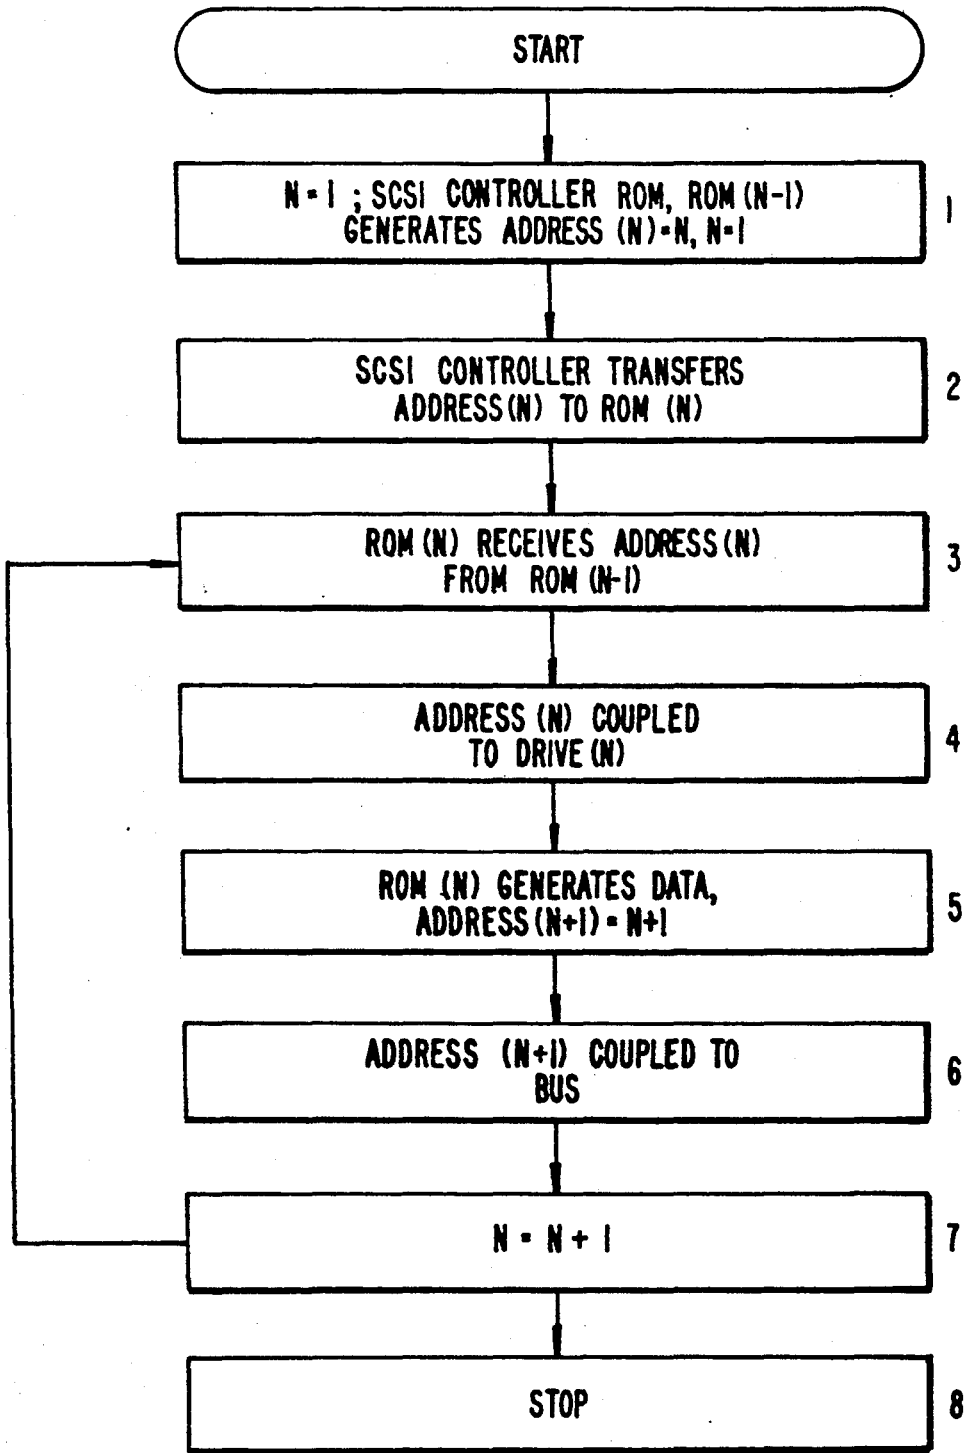 START
N = 1 ; SCSI CONTROLLER ROM, ROM (N-1)
GENERATES ADDRESS (N)=N, N=1
1
SCSI CONTROLLER TRANSFERS
ADDRESS(N) TO ROM (N)
2
ROM (N) RECEIVES ADDRESS(N)
FROM ROM (N-1)
3
ADDRESS (N) COUPLED
TO DRIVE(N)
4
ROM (N) GENERATES DATA,
ADDRESS(N+1) = N+1
5
ADDRESS (N+1) COUPLED TO
BUS
6
N = N + 1
7
STOP
8